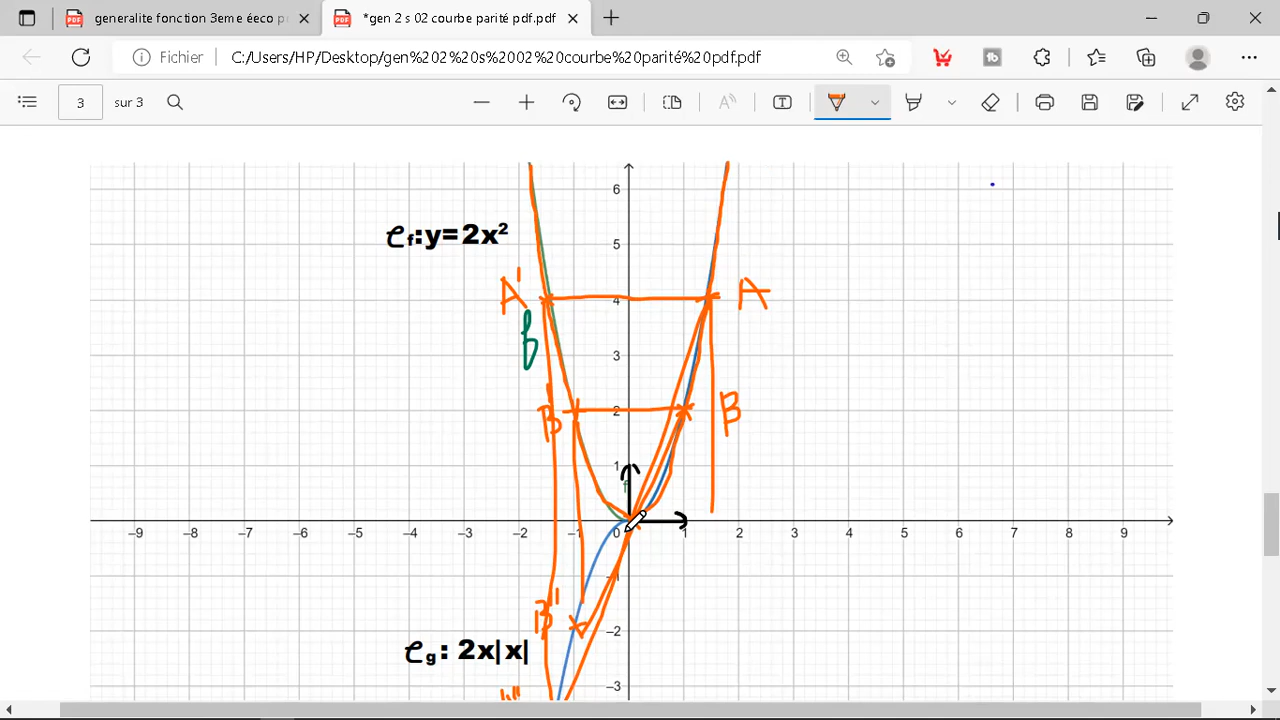 generalite fonction 3eme éeco p
*gen 2 s 02 courbe parité pdf.pdf
Fichier
C:/Users/HP/Desktop/gen%202%20s%2002%20courbe%20parité%20pdf.pdf
3
sur 3
6
𝒞f:y=2x²
5
A'
4
A
3
2
B'
B
1
f
-9 -8 -7 -6 -5 -4 -3 -2 -1 0 1 2 3 4 5 6 7 8 9
-1
B''
-2
𝒞g: 2x|x|
-3